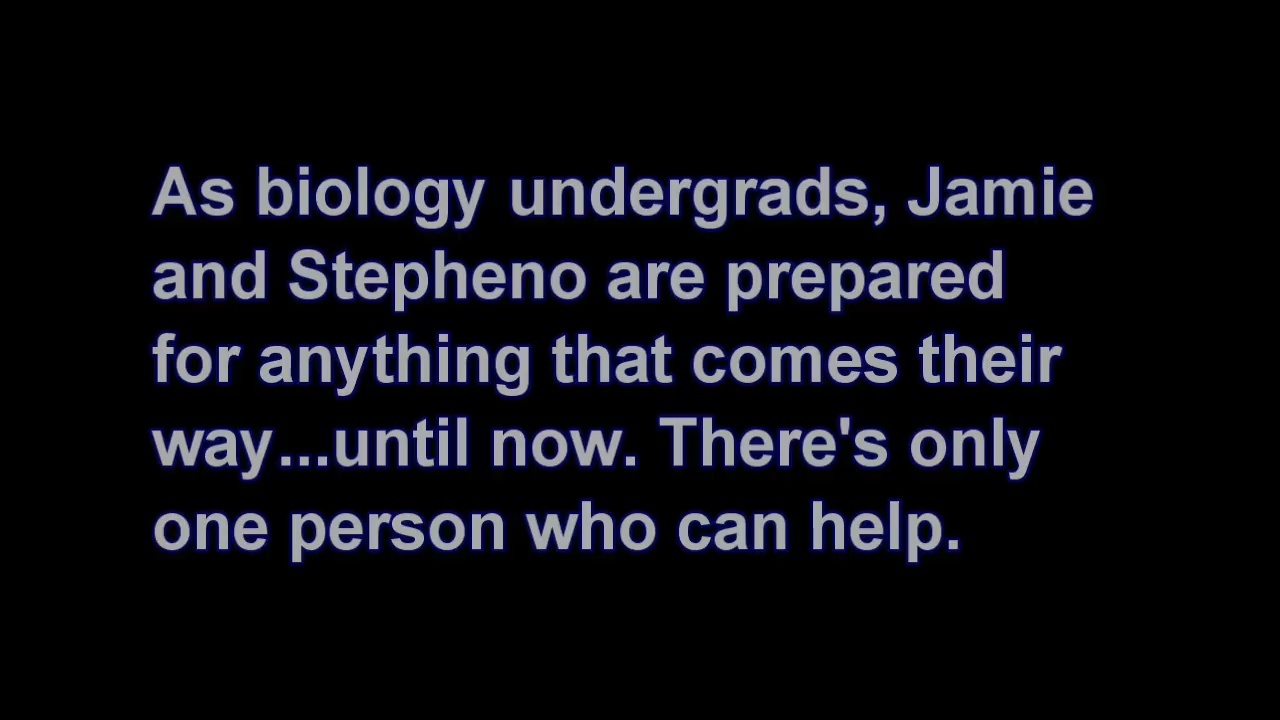 As biology undergrads, Jamie
and Stepheno are prepared
for anything that comes their
way...until now. There's only
one person who can help.